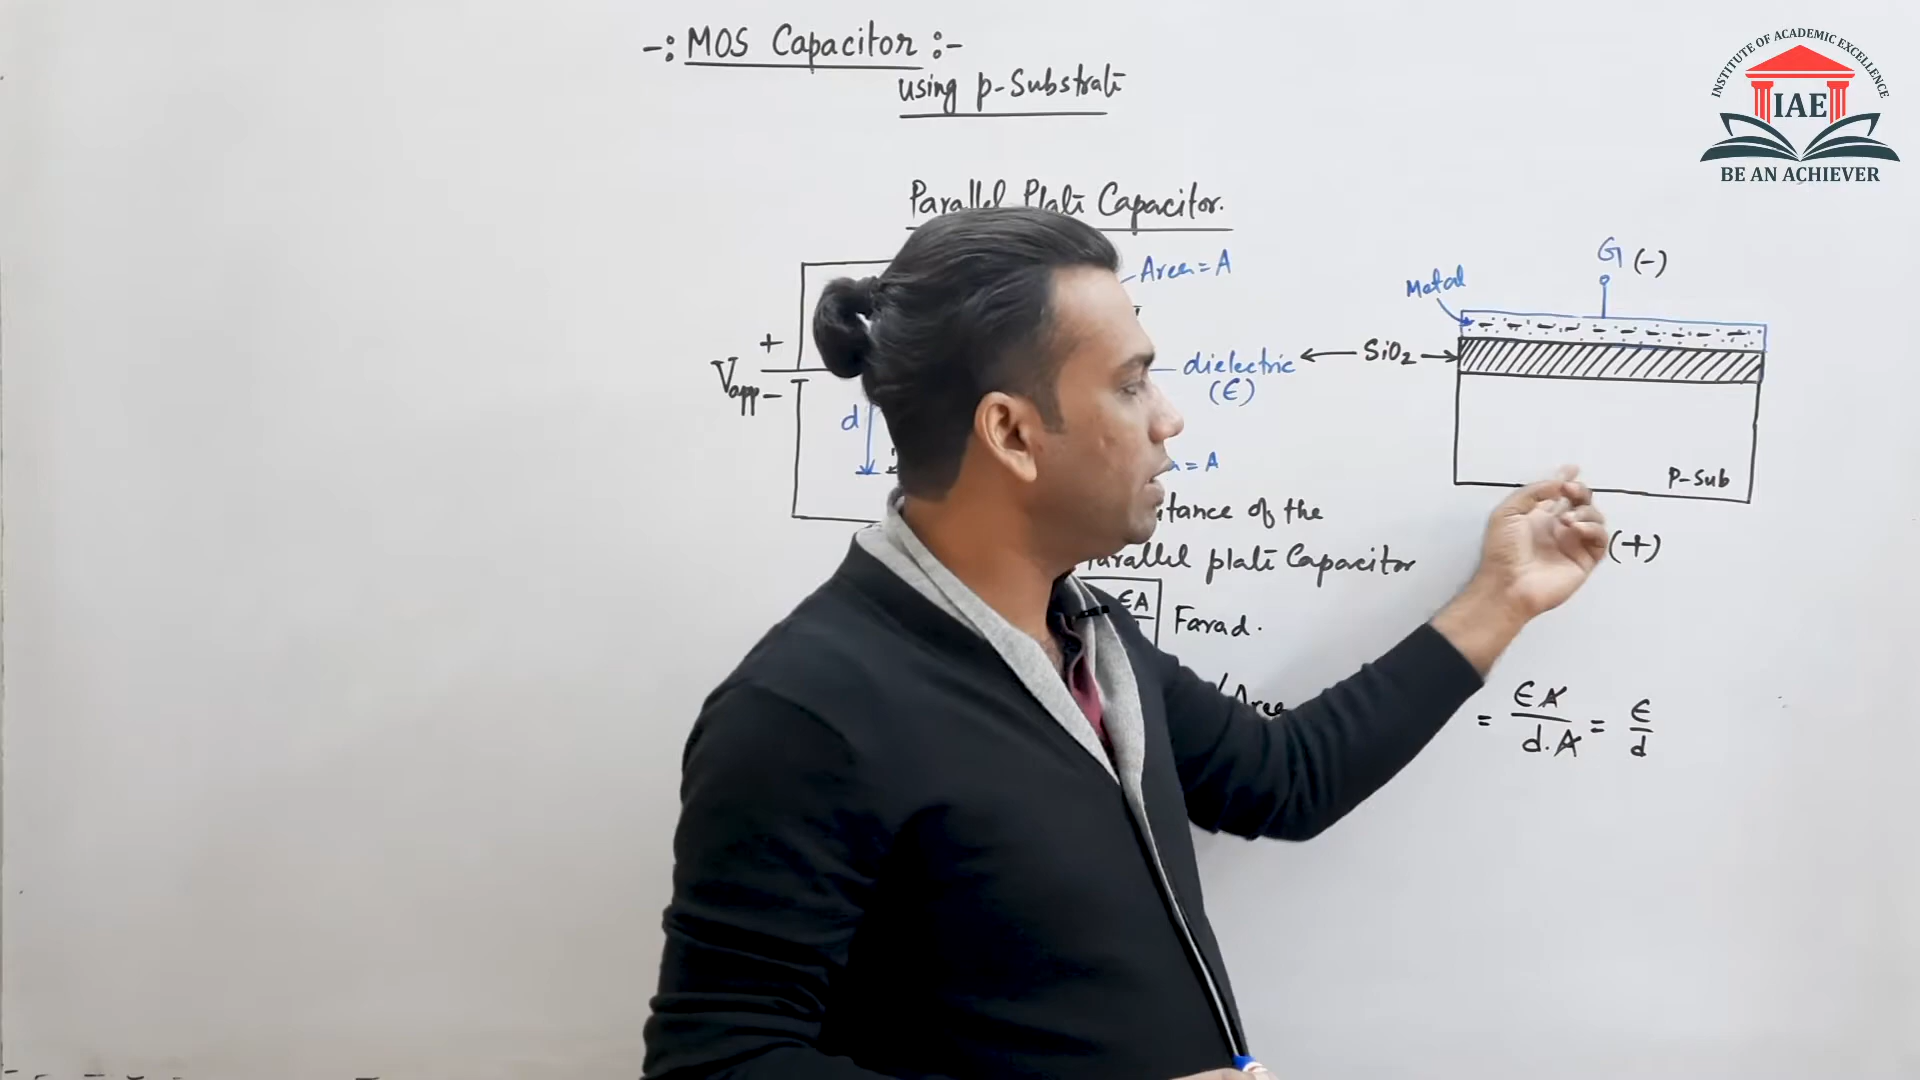 -: MOS Capacitor :-
using p-Substrate
INSTITUTE OF ACADEMIC EXCELLENCE
IAE
BE AN ACHIEVER
Parallel Plate Capacitor.
Area = A
+
Vapp
-
d
dielectric
(ϵ)
= A
SiO2
Metal
G (-)
P-Sub
(+)
itance of the
Parallel plate Capacitor
ϵA
Farad.
/Area
= ϵA / d.A = ϵ / d